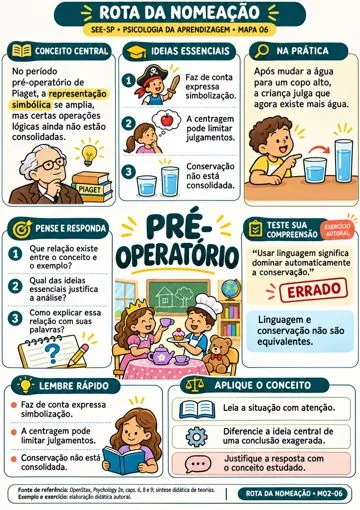 ROTA DA NOMEAÇÃO
SEE-SP • PSICOLOGIA DA APRENDIZAGEM • MAPA 06
CONCEITO CENTRAL
No período
pré-operatório de
Piaget, a representação
simbólica se amplia,
mas certas operações
lógicas ainda não estão
consolidadas.
PIAGET
IDEIAS ESSENCIAIS
1
Faz de conta
expressa
simbolização.
2
A centragem
pode limitar
julgamentos.
3
Conservação
não está
consolidada.
NA PRÁTICA
Após mudar a água
para um copo alto,
a criança julga que
agora existe mais água.
PENSE E RESPONDA
1
Que relação existe
entre o conceito e
o exemplo?
2
Qual das ideias
essenciais justifica
a análise?
3
Como explicar essa
relação com suas
palavras?
?
PRÉ-
OPERATÓRIO
TESTE SUA
COMPREENSÃO
EXERCÍCIO
AUTORAL
“Usar linguagem significa
dominar automaticamente
a conservação.”
ERRADO
Linguagem e
conservação não são
equivalentes.
LEMBRE RÁPIDO
Faz de conta expressa
simbolização.
A centragem pode
limitar julgamentos.
Conservação não está
consolidada.
APLIQUE O CONCEITO
Leia a situação com atenção.
Diferencie a ideia central de
uma conclusão exagerada.
Justifique a resposta com
o conceito estudado.
Fonte de referência: OpenStax, Psychology 2e, caps. 6, 8 e 9; síntese didática de teorias.
Exemplo e exercício: elaboração didática autoral.
ROTA DA NOMEAÇÃO | M02-06